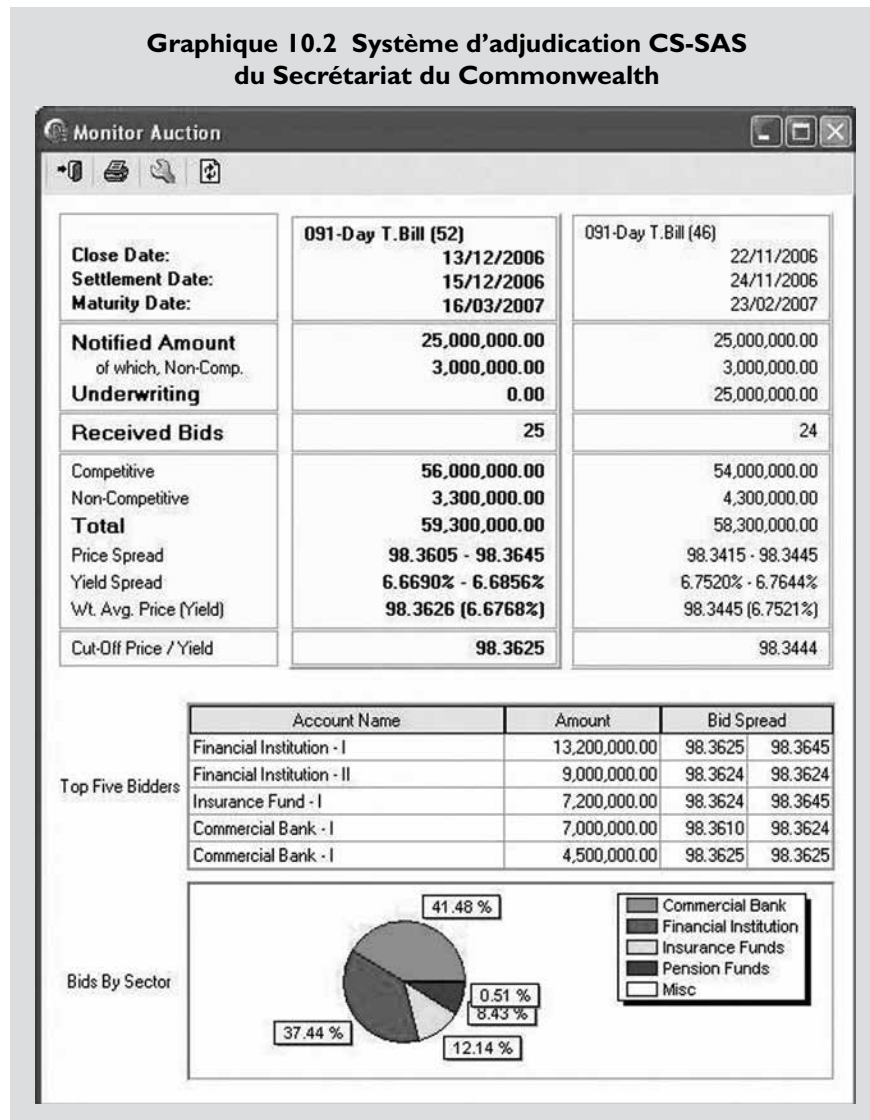 Graphique 10.2 Système d’adjudication CS-SAS
du Secrétariat du Commonwealth
Monitor Auction
091-Day T.Bill (52) 091-Day T.Bill (46)
Close Date: 13/12/2006 22/11/2006
Settlement Date: 15/12/2006 24/11/2006
Maturity Date: 16/03/2007 23/02/2007
Notified Amount 25,000,000.00 25,000,000.00
of which, Non-Comp. 3,000,000.00 3,000,000.00
Underwriting 0.00 25,000,000.00
Received Bids 25 24
Competitive 56,000,000.00 54,000,000.00
Non-Competitive 3,300,000.00 4,300,000.00
Total 59,300,000.00 58,300,000.00
Price Spread 98.3605 - 98.3645 98.3415 - 98.3445
Yield Spread 6.6690% - 6.6856% 6.7520% - 6.7644%
Wt. Avg. Price (Yield) 98.3626 (6.6768%) 98.3445 (6.7521%)
Cut-Off Price / Yield 98.3625 98.3444
Account Name Amount Bid Spread
Financial Institution - I 13,200,000.00 98.3625 98.3645
Financial Institution - II 9,000,000.00 98.3624 98.3624
Top Five Bidders
Insurance Fund - I 7,200,000.00 98.3624 98.3645
Commercial Bank - I 7,000,000.00 98.3610 98.3624
Commercial Bank - I 4,500,000.00 98.3625 98.3625
Bids By Sector
41.48 %
0.51 %
8.43 %
37.44 %
12.14 %
Commercial Bank
Financial Institution
Insurance Funds
Pension Funds
Misc